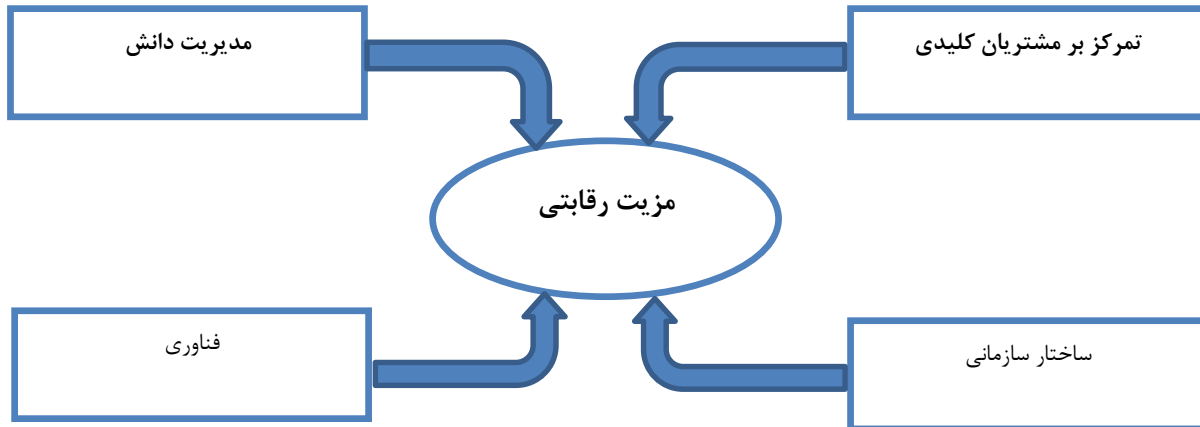 تمرکز بر مشتریان کلیدی
مدیریت دانش
مزیت رقابتی
ساختار سازمانی
فناوری